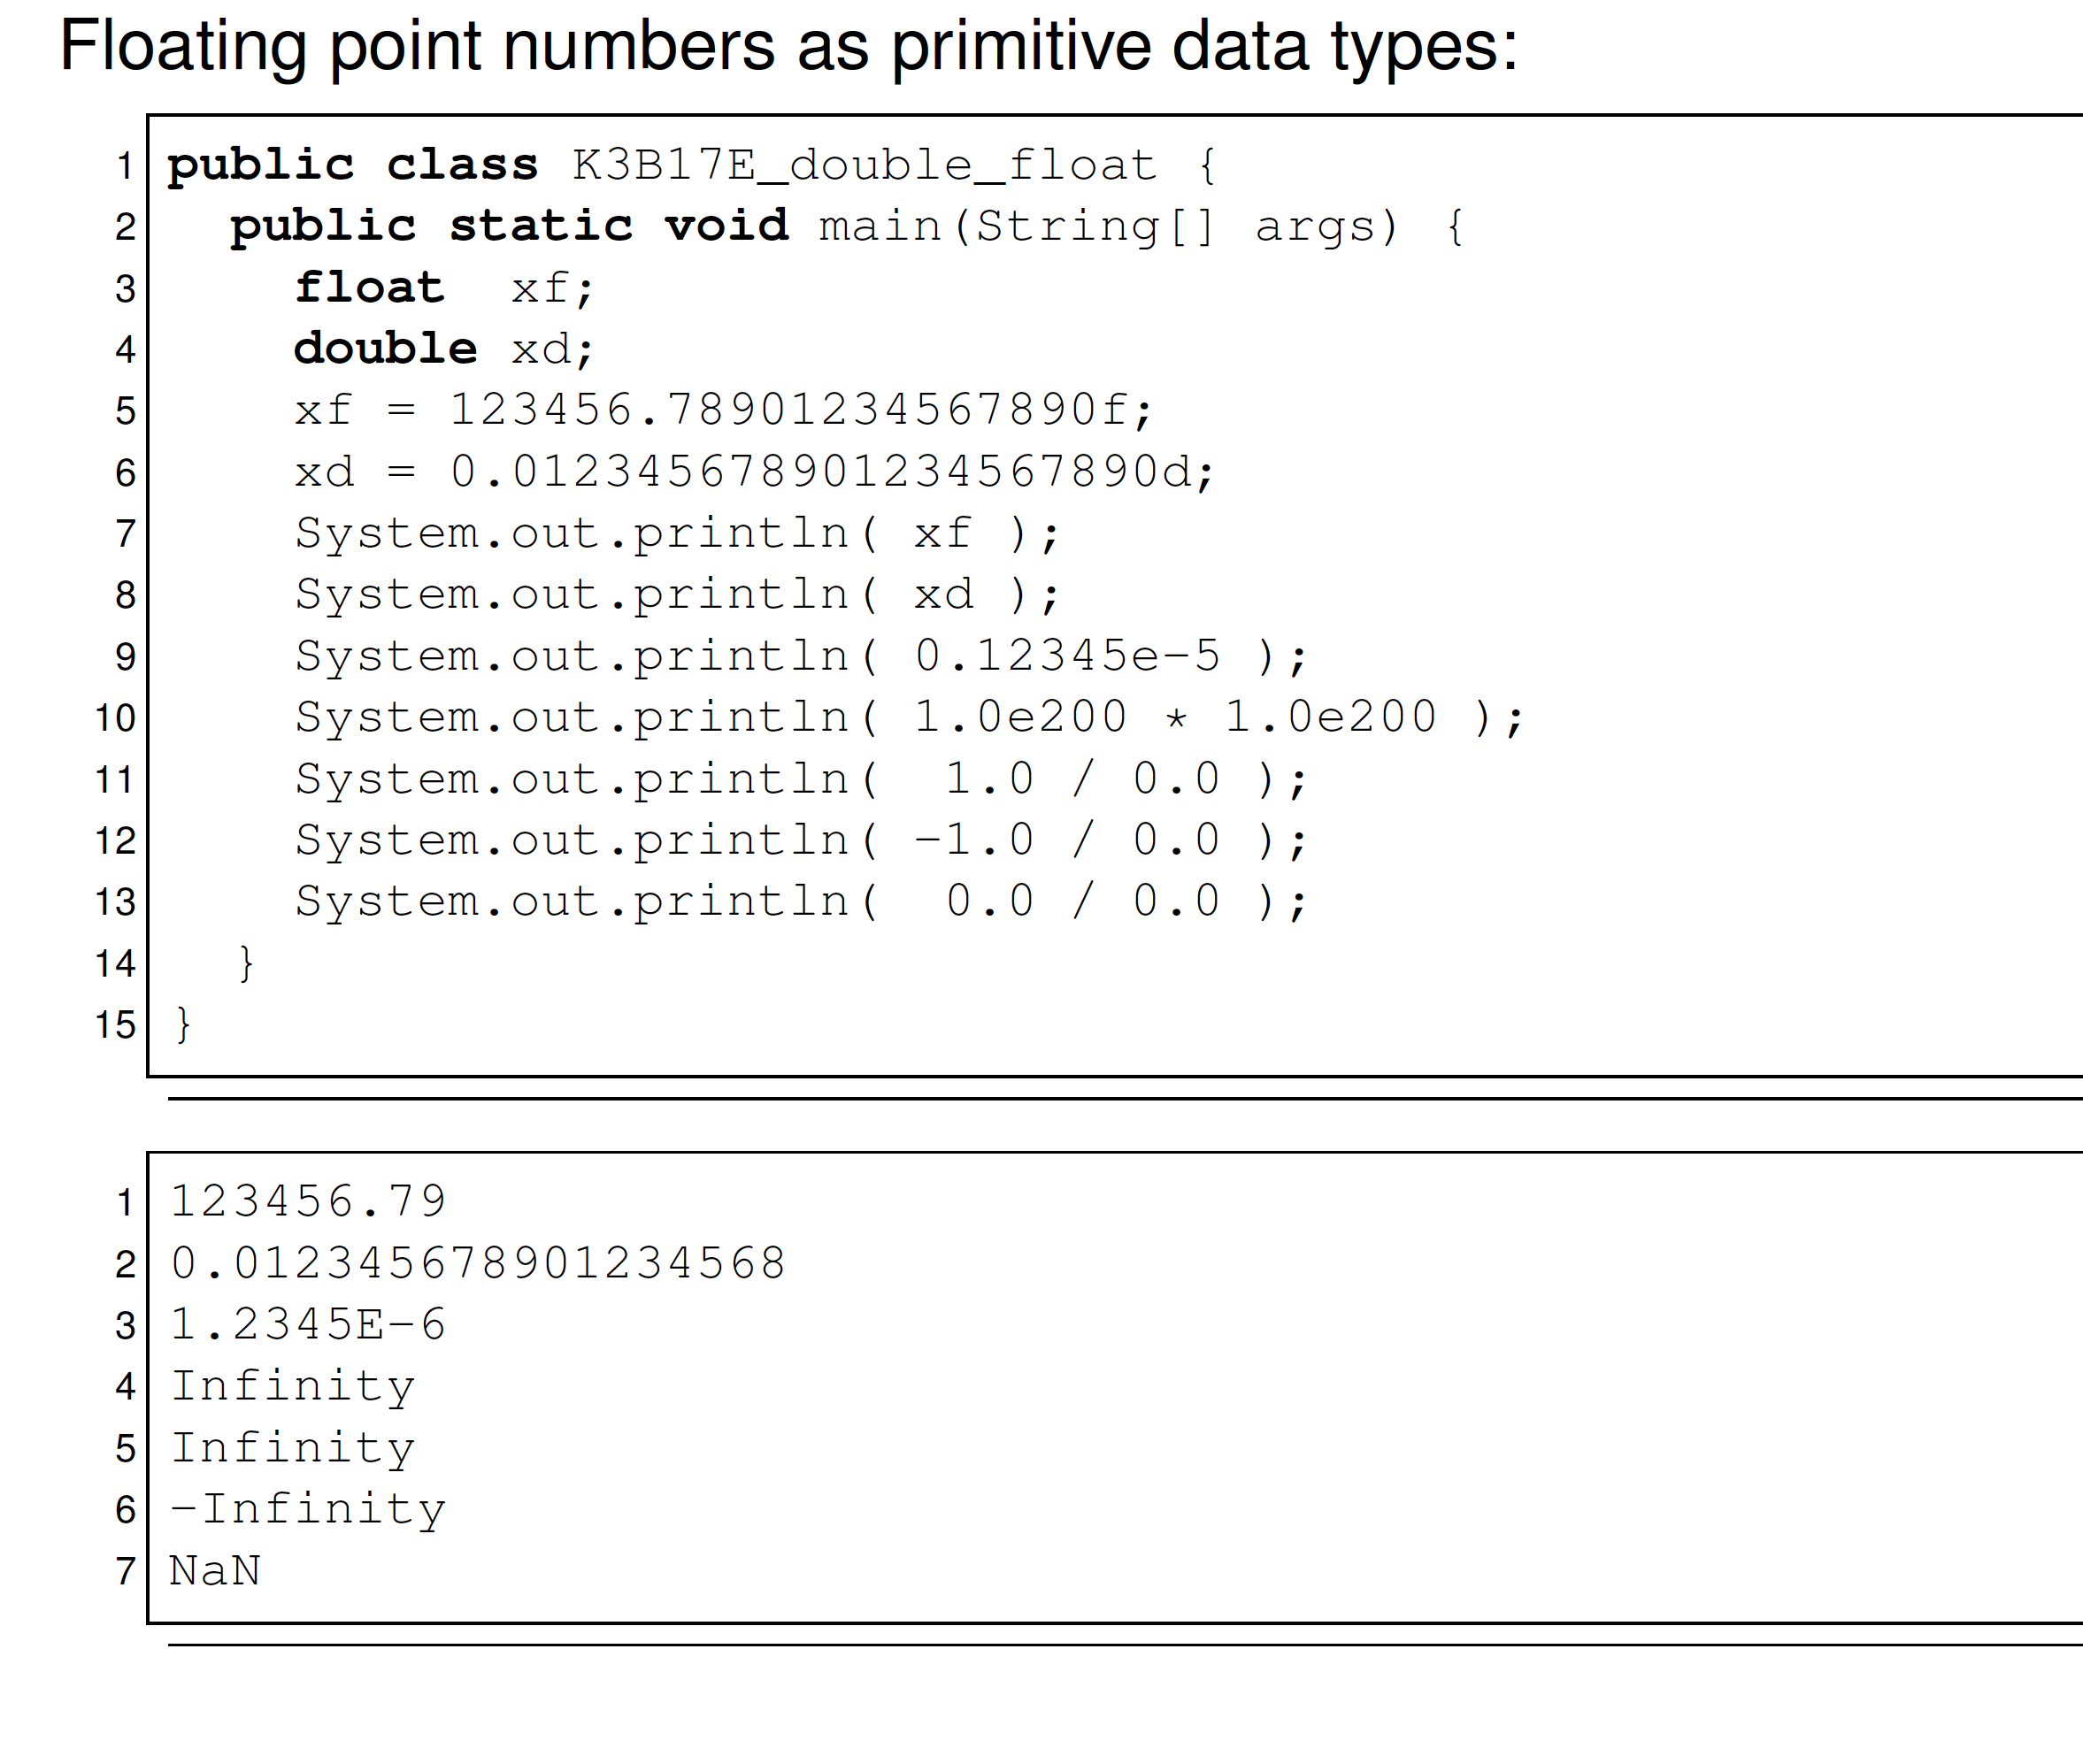 Floating point numbers as primitive data types:
1 public class K3B17E_double_float {
2 public static void main(String[] args) {
3 float xf;
4 double xd;
5 xf = 123456.78901234567890f;
6 xd = 0.012345678901234567890d;
7 System.out.println( xf );
8 System.out.println( xd );
9 System.out.println( 0.12345e-5 );
10 System.out.println( 1.0e200 * 1.0e200 );
11 System.out.println( 1.0 / 0.0 );
12 System.out.println( -1.0 / 0.0 );
13 System.out.println( 0.0 / 0.0 );
14 }
15 }
1 123456.79
2 0.012345678901234568
3 1.2345E-6
4 Infinity
5 Infinity
6 -Infinity
7 NaN